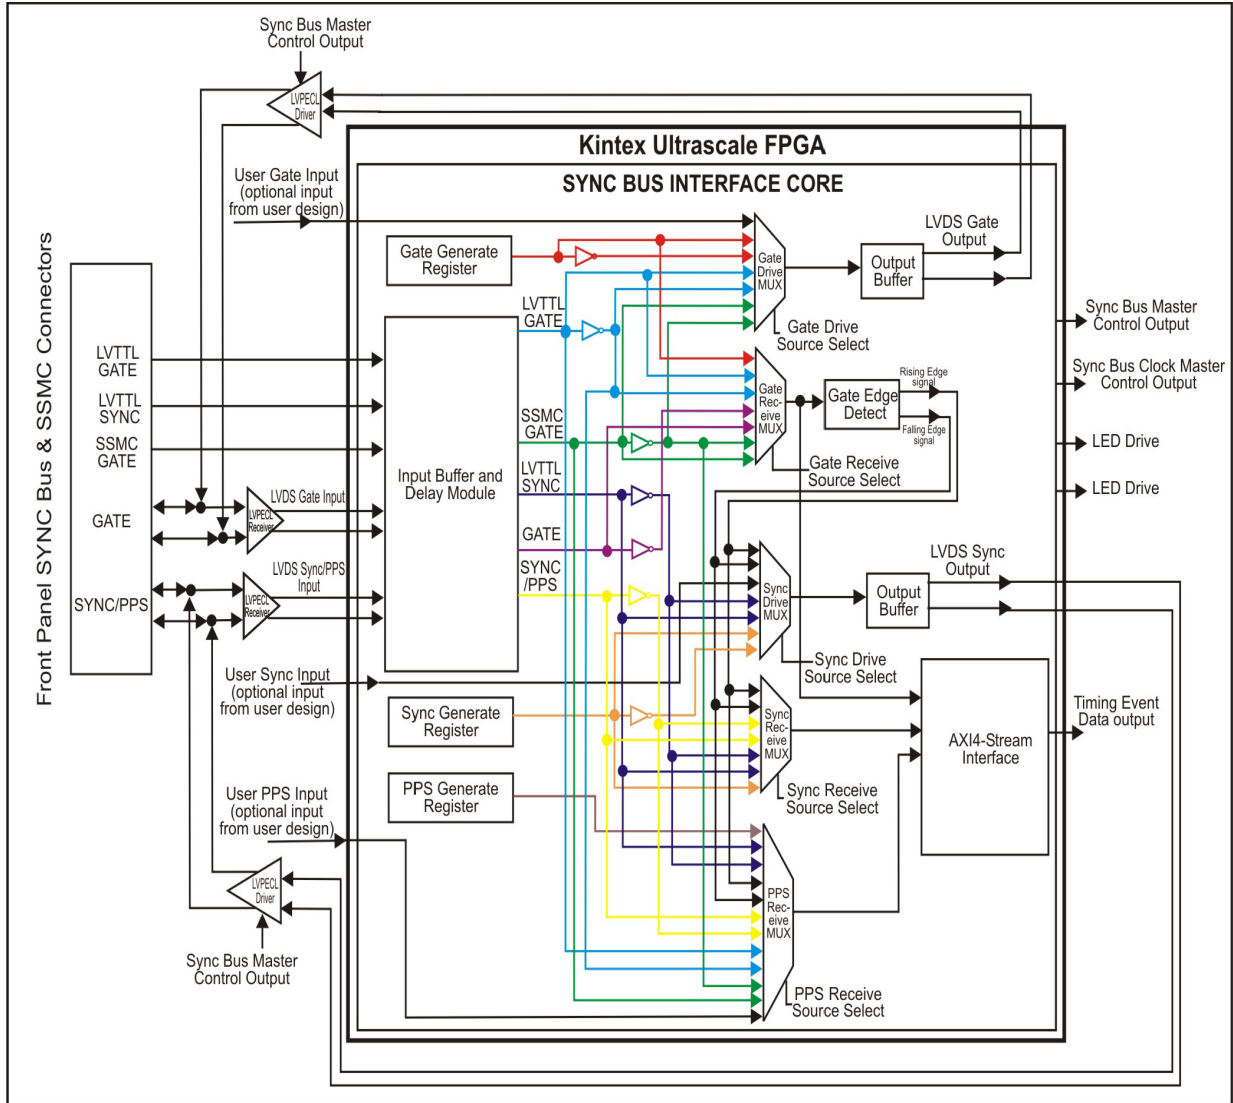 Sync Bus Master
Control Output
LVPECL
Driver
Kintex Ultrascale FPGA
SYNC BUS INTERFACE CORE
User Gate Input
(optional input
from user design)
Front Panel SYNC Bus & SSMC Connectors
Gate Generate
Register
Gate
Drive
MUX
Output
Buffer
LVDS Gate
Output
Gate Drive
Source Select
Sync Bus Master
Control Output
Sync Bus Clock Master
Control Output
LED Drive
LED Drive
LVTTL
GATE
LVTTL
SYNC
SSMC
GATE
GATE
SYNC/PPS
LVDS Gate Input
LVPECL
Receiver
LVDS Sync/PPS
Input
LVPECL
Receiver
Input Buffer and
Delay Module
LVTTL
GATE
SSMC
GATE
LVTTL
SYNC
GATE
SYNC
/PPS
Gate
Rec-
eive
MUX
Gate Edge
Detect
Rising Edge
signal
Falling Edge
signal
Gate Receive
Source Select
Sync
Drive
MUX
Output
Buffer
LVDS Sync
Output
Sync Drive
Source Select
User Sync Input
(optional input
from user design)
Sync Generate
Register
Sync
Rec-
eive
MUX
Sync Receive
Source Select
AXI4-Stream
Interface
Timing Event
Data output
PPS Generate
Register
User PPS Input
(optional input
from user design)
LVPECL
Driver
Sync Bus Master
Control Output
PPS
Rec-
eive
MUX
PPS Receive
Source Select